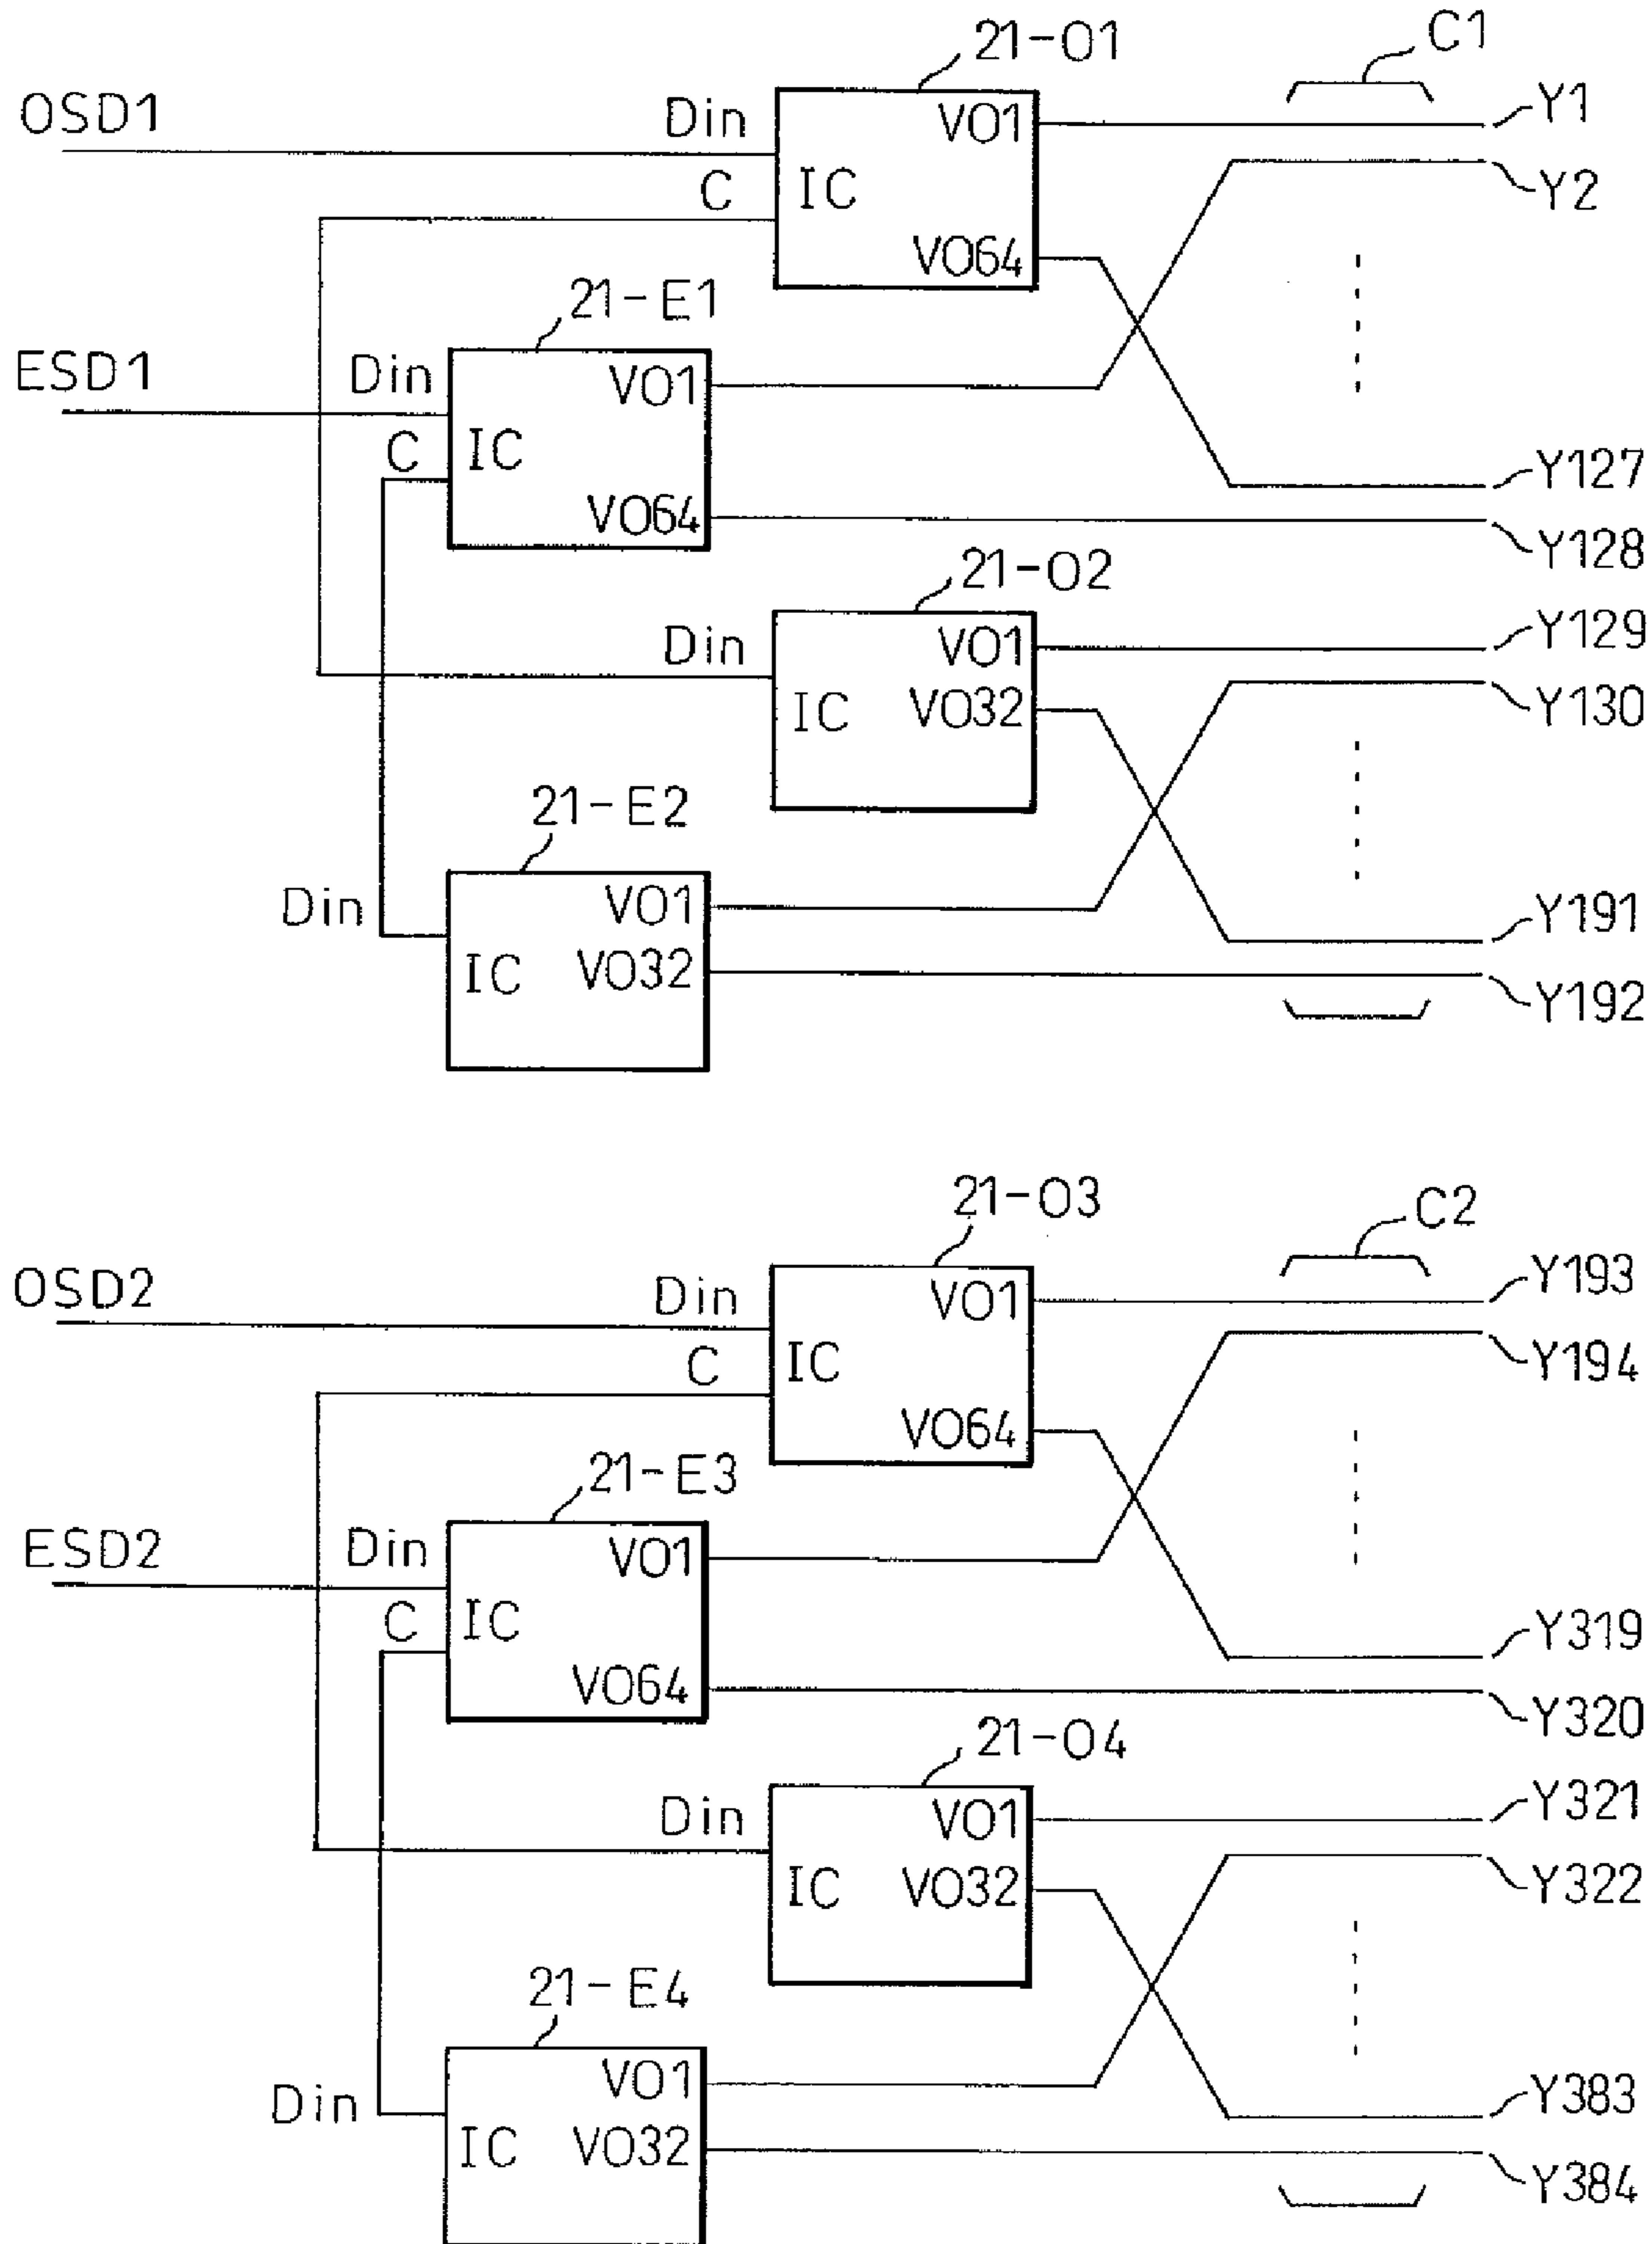 21-O1
C1
OSD1
Din
VO1
Y1
C
IC
Y2
VO64
21-E1
ESD1
Din
VO1
C
IC
Y127
VO64
Y128
21-O2
Din
VO1
Y129
IC
VO32
Y130
21-E2
Din
VO1
Y191
IC
VO32
Y192
21-O3
C2
OSD2
Din
VO1
Y193
C
IC
Y194
VO64
21-E3
ESD2
Din
VO1
C
IC
Y319
VO64
Y320
21-O4
Din
VO1
Y321
IC
VO32
Y322
21-E4
Din
VO1
Y383
IC
VO32
Y384